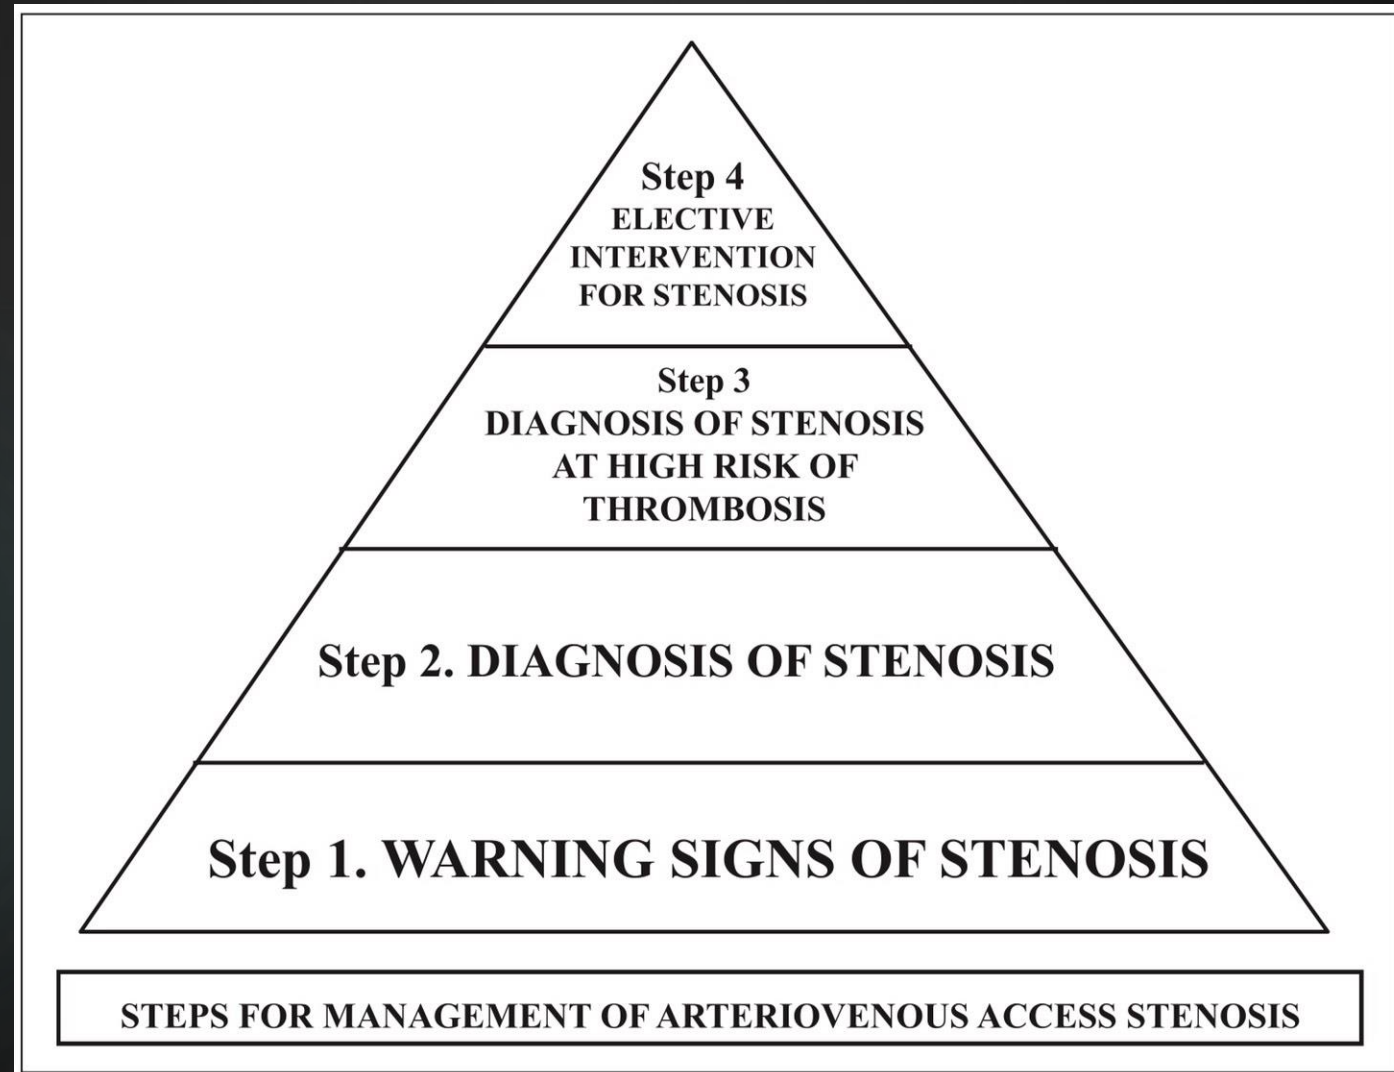 Step 4
ELECTIVE
INTERVENTION
FOR STENOSIS
Step 3
DIAGNOSIS OF STENOSIS
AT HIGH RISK OF
THROMBOSIS
Step 2. DIAGNOSIS OF STENOSIS
Step 1. WARNING SIGNS OF STENOSIS
STEPS FOR MANAGEMENT OF ARTERIOVENOUS ACCESS STENOSIS